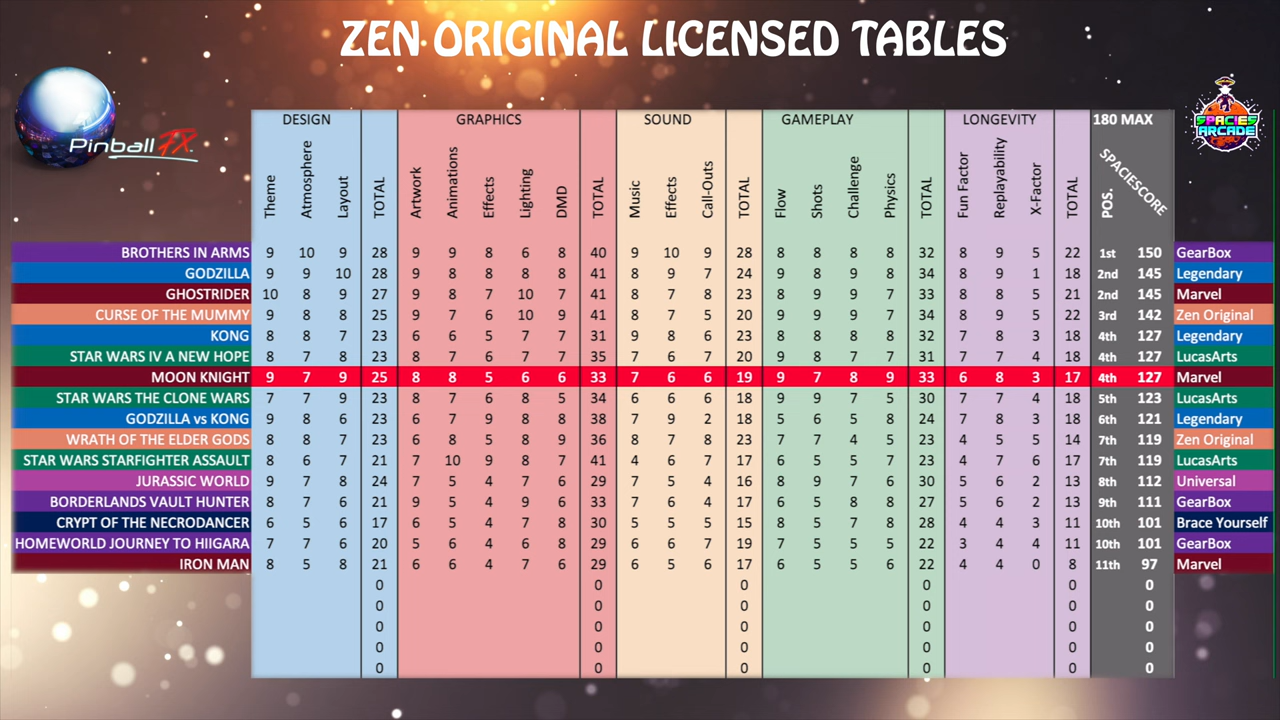 ZEN ORIGINAL LICENSED TABLES
Pinball FX
SPACIES
ARCADE
DESIGN GRAPHICS SOUND GAMEPLAY LONGEVITY 180 MAX
Theme Atmosphere Layout TOTAL Artwork Animations Effects Lighting DMD TOTAL Music Effects Call-Outs TOTAL Flow Shots Challenge Physics TOTAL Fun Factor Replayability X-Factor TOTAL POS. SPACIESCORE
BROTHERS IN ARMS 9 10 9 28 9 9 8 6 8 40 9 10 9 28 8 8 8 8 32 8 9 5 22 1st 150 GearBox
GODZILLA 9 9 10 28 9 8 8 8 8 41 8 9 7 24 9 8 9 8 34 8 9 1 18 2nd 145 Legendary
GHOSTRIDER 10 8 9 27 9 8 7 10 7 41 8 7 8 23 8 9 9 7 33 8 8 5 21 2nd 145 Marvel
CURSE OF THE MUMMY 9 8 8 25 9 7 6 10 9 41 8 7 5 20 9 9 9 7 34 8 9 5 22 3rd 142 Zen Original
KONG 8 8 7 23 6 6 5 7 7 31 9 8 6 23 8 8 8 8 32 7 8 3 18 4th 127 Legendary
STAR WARS IV A NEW HOPE 8 7 8 23 8 7 6 7 7 35 7 6 7 20 9 8 7 7 31 7 7 4 18 4th 127 LucasArts
MOON KNIGHT 9 7 9 25 8 8 5 6 6 33 7 6 6 19 9 7 8 9 33 6 8 3 17 4th 127 Marvel
STAR WARS THE CLONE WARS 7 7 9 23 8 7 6 8 5 34 6 6 6 18 9 9 7 5 30 7 7 4 18 5th 123 LucasArts
GODZILLA vs KONG 9 8 6 23 6 7 9 8 8 38 7 9 2 18 5 6 5 8 24 7 8 3 18 6th 121 Legendary
WRATH OF THE ELDER GODS 8 8 7 23 6 8 5 8 9 36 8 7 8 23 7 7 4 5 23 4 5 5 14 7th 119 Zen Original
STAR WARS STARFIGHTER ASSAULT 8 6 7 21 7 10 9 8 7 41 4 6 7 17 6 5 5 7 23 4 7 6 17 7th 119 LucasArts
JURASSIC WORLD 9 7 8 24 7 5 4 7 6 29 7 5 4 16 8 9 7 6 30 5 6 2 13 8th 112 Universal
BORDERLANDS VAULT HUNTER 8 7 6 21 9 5 4 9 6 33 7 6 4 17 6 5 8 8 27 5 6 2 13 9th 111 GearBox
CRYPT OF THE NECRODANCER 6 5 6 17 6 5 4 7 8 30 5 5 5 15 8 5 7 8 28 4 4 3 11 10th 101 Brace Yourself
HOMEWORLD JOURNEY TO HIIGARA 7 7 6 20 5 6 4 6 8 29 6 6 7 19 7 5 5 5 22 3 4 4 11 10th 101 GearBox
IRON MAN 8 5 8 21 6 6 4 7 6 29 6 5 6 17 6 5 5 6 22 4 4 0 8 11th 97 Marvel
0 0 0 0 0 0
0 0 0 0 0 0
0 0 0 0 0 0
0 0 0 0 0 0
0 0 0 0 0 0